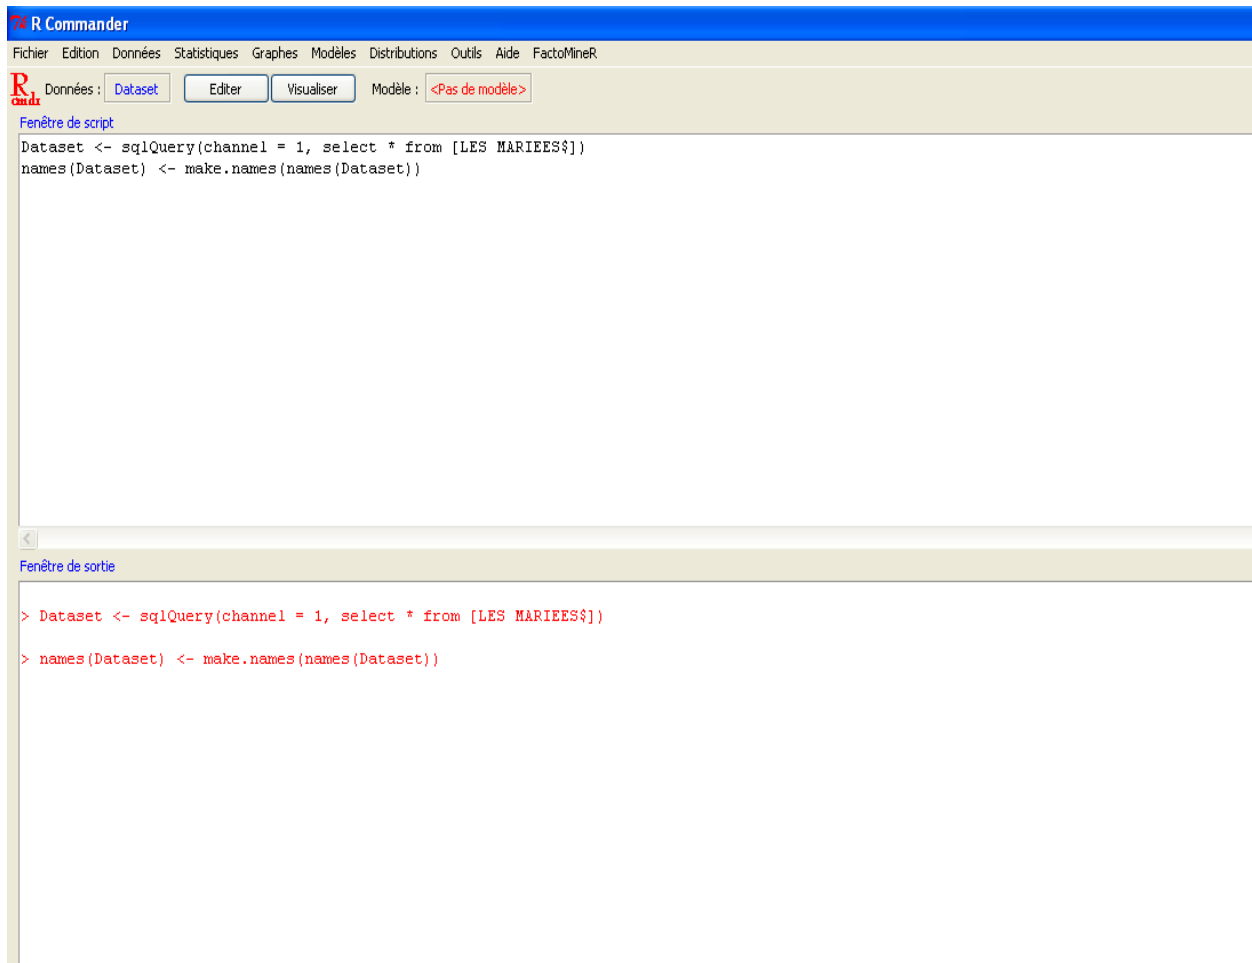 R Commander
Fichier Edition Données Statistiques Graphes Modèles Distributions Outils Aide FactoMineR
R cmdr Données : Dataset Editer Visualiser Modèle : <Pas de modèle>
Fenêtre de script
Dataset <- sqlQuery(channel = 1, select * from [LES MARIEES$])
names(Dataset) <- make.names(names(Dataset))
Fenêtre de sortie
> Dataset <- sqlQuery(channel = 1, select * from [LES MARIEES$])
> names(Dataset) <- make.names(names(Dataset))